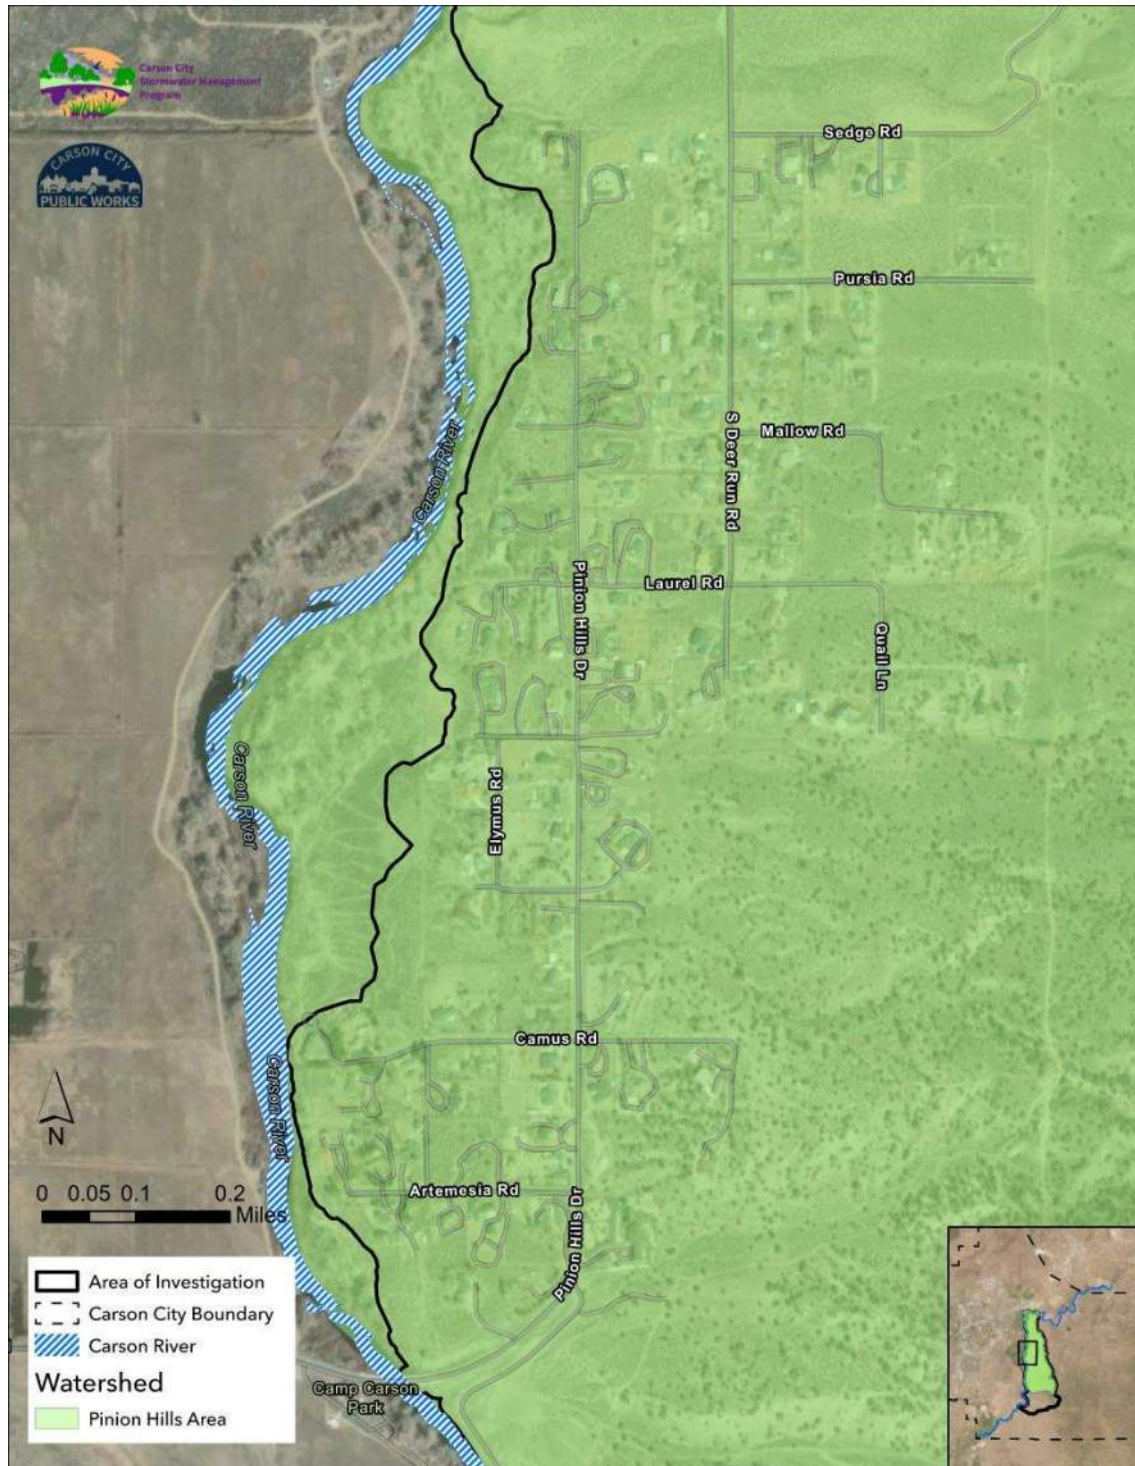 Carson City
Stormwater Management
Program
CARSON CITY
PUBLIC WORKS
Sedge Rd
Pursia Rd
S Deer Run Rd
Mallow Rd
Carson River
Pinion Hills Dr
Laurel Rd
Quail Ln
Carson River
Elymus Rd
Camus Rd
Carson River
N
Artemesia Rd
Pinion Hills Dr
0 0.05 0.1 0.2
Miles
Area of Investigation
Carson City Boundary
Carson River
Watershed
Pinion Hills Area
Camp Carson
Park